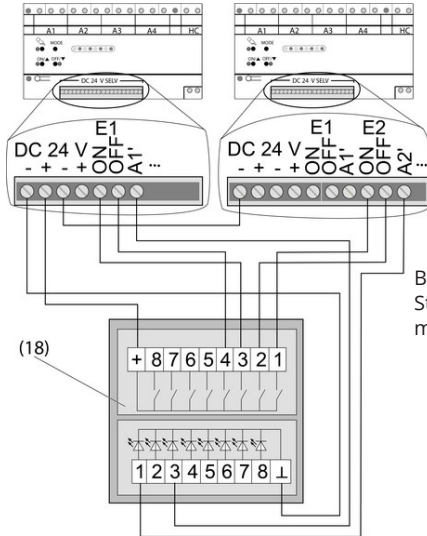 A1 A2 A3 A4 HC
MODE
ON/▲ OFF/▼
DC 24 V SELV
A1 A2 A3 A4 HC
MODE
ON/▲ OFF/▼
DC 24 V SELV
E1
DC 24 V ON OFF A1' ...
- + - +
E1 E2
DC 24 V ON OFF A1' ON OFF A2' ...
- + - +
B
St
m
(18)
+ 8 7 6 5 4 3 2 1
1 2 3 4 5 6 7 8 ⊥